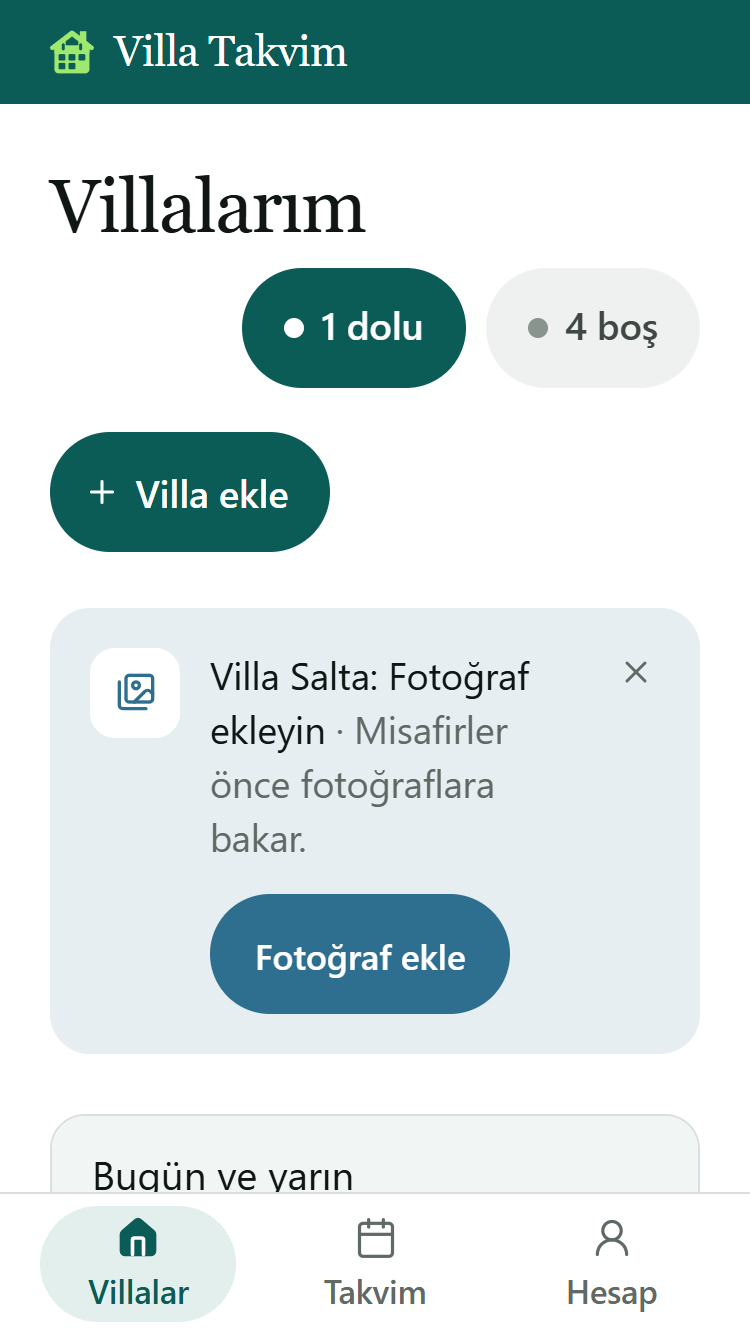 Villa Takvim
Villalarım
1 dolu
4 boş
+ Villa ekle
Villa Salta: Fotoğraf
ekleyin · Misafirler
önce fotoğraflara
bakar.
Fotoğraf ekle
Bugün ve yarın
Villalar
Takvim
Hesap